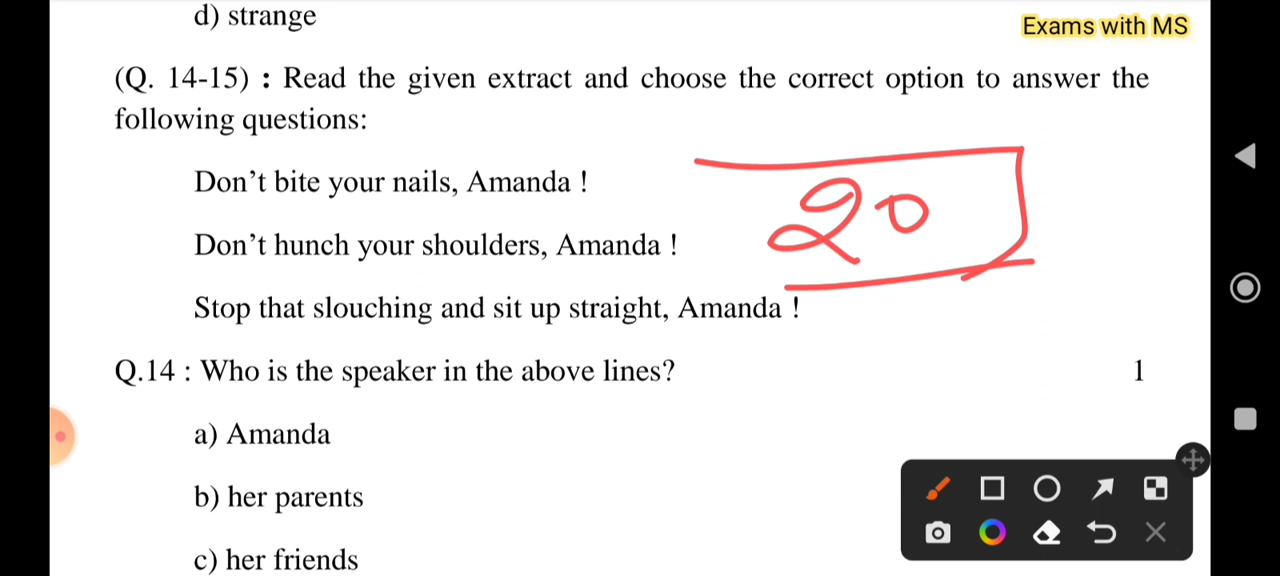 d) strange
Exams with MS
(Q. 14-15) : Read the given extract and choose the correct option to answer the
following questions:
Don't bite your nails, Amanda !
20
Don't hunch your shoulders, Amanda !
Stop that slouching and sit up straight, Amanda !
Q.14 : Who is the speaker in the above lines? 1
a) Amanda
b) her parents
c) her friends